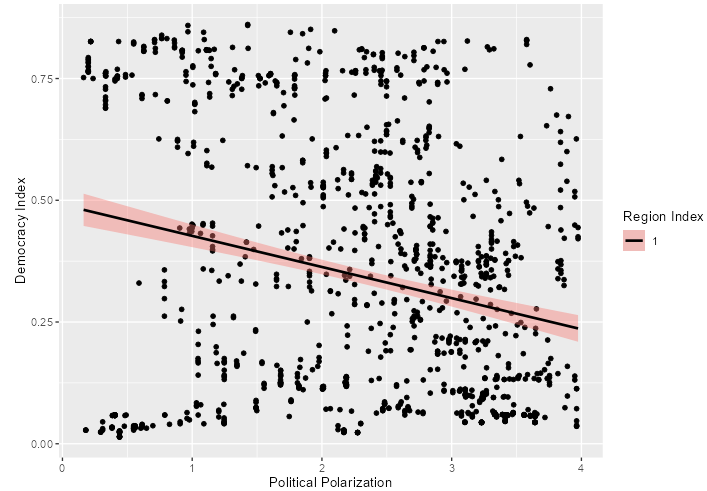 Democracy Index
0.75
0.50
0.25
0.00
0 1 2 3 4
Political Polarization
Region Index
1